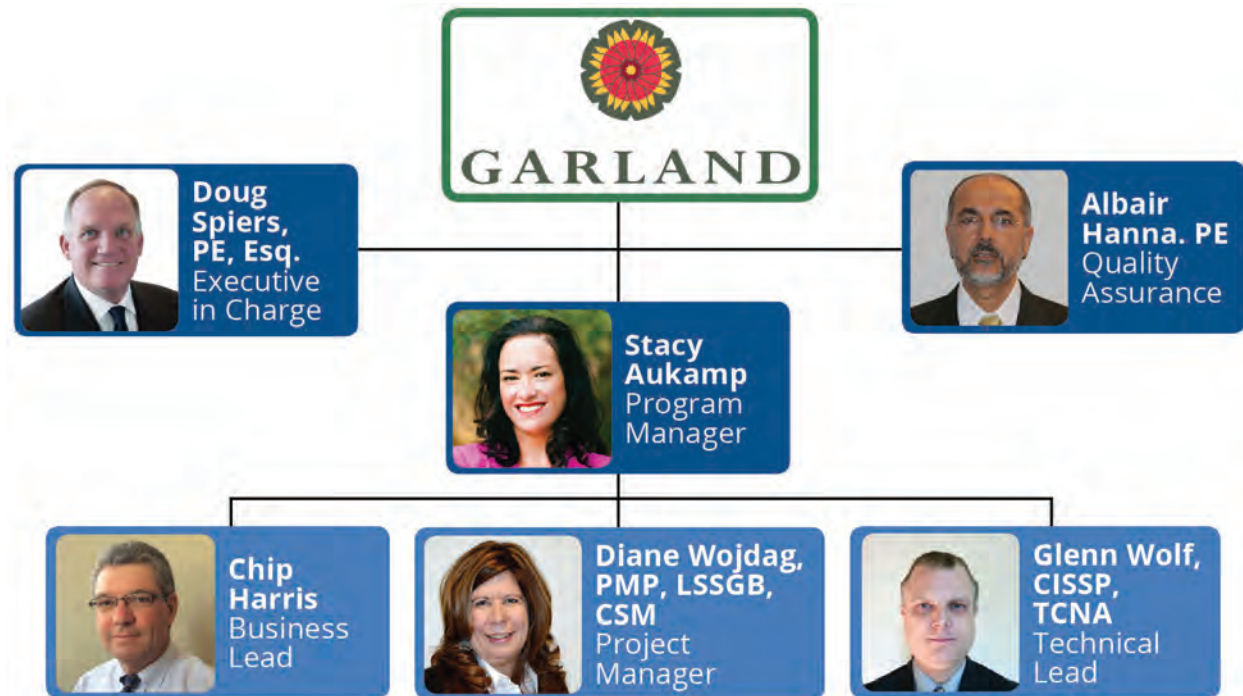 GARLAND
Doug
Spiers,
PE, Esq.
Executive
in Charge
Albair
Hanna. PE
Quality
Assurance
Stacy
Aukamp
Program
Manager
Chip
Harris
Business
Lead
Diane Wojdag,
PMP, LSSGB,
CSM
Project
Manager
Glenn Wolf,
CISSP,
TCNA
Technical
Lead